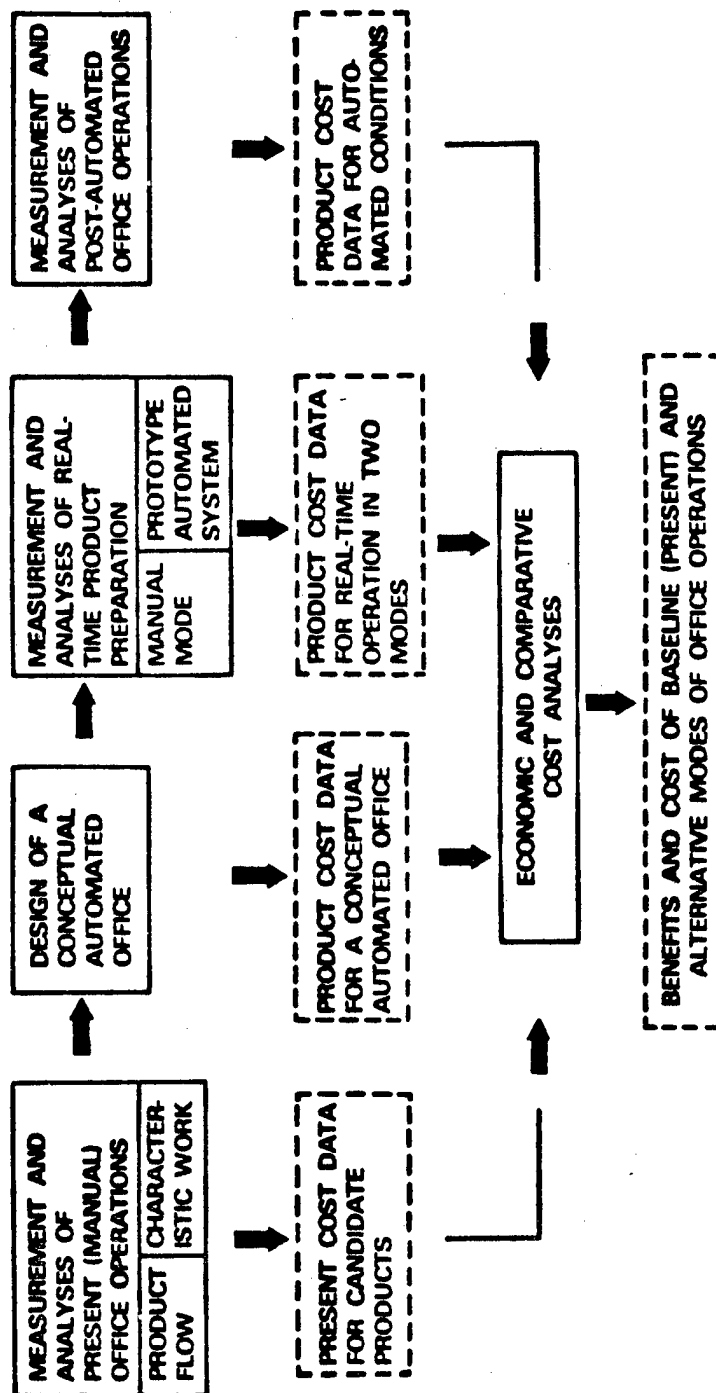 MEASUREMENT AND
ANALYSES OF
PRESENT (MANUAL)
OFFICE OPERATIONS
PRODUCT
FLOW
CHARACTER-
ISTIC WORK
DESIGN OF A
CONCEPTUAL
AUTOMATED
OFFICE
MEASUREMENT AND
ANALYSES OF REAL-
TIME PRODUCT
PREPARATION
MANUAL
MODE
PROTOTYPE
AUTOMATED
SYSTEM
MEASUREMENT AND
ANALYSES OF
POST-AUTOMATED
OFFICE OPERATIONS
PRESENT COST DATA
FOR CANDIDATE
PRODUCTS
PRODUCT COST DATA
FOR A CONCEPTUAL
AUTOMATED OFFICE
PRODUCT COST DATA
FOR REAL-TIME
OPERATION IN TWO
MODES
PRODUCT COST
DATA FOR AUTO-
MATED CONDITIONS
ECONOMIC AND COMPARATIVE
COST ANALYSES
BENEFITS AND COST OF BASELINE (PRESENT) AND
ALTERNATIVE MODES OF OFFICE OPERATIONS